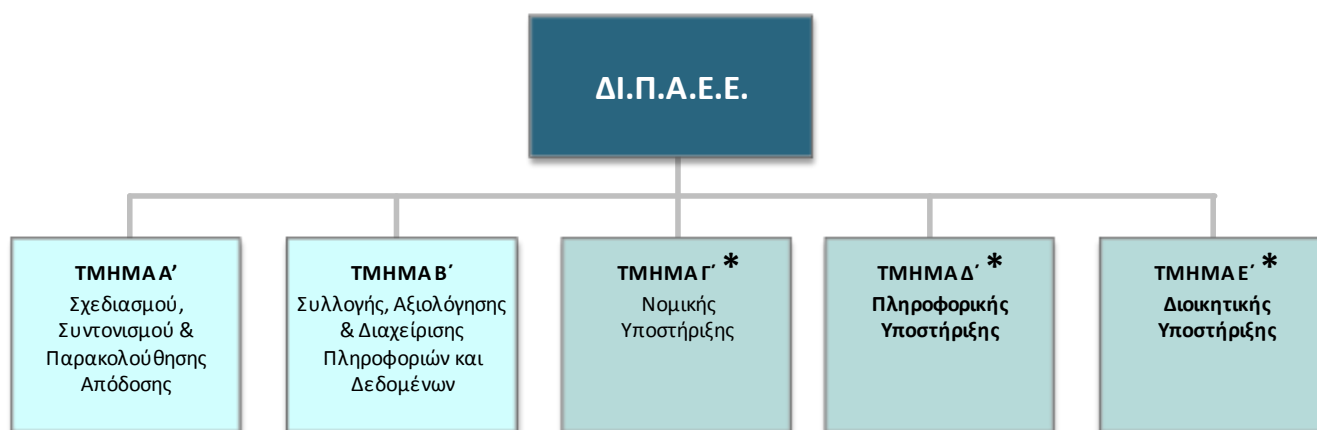 ΔΙ.Π.Α.Ε.Ε.
ΤΜΗΜΑ Α’
Σχεδιασμού,
Συντονισμού &
Παρακολούθησης
Απόδοσης
ΤΜΗΜΑ Β΄
Συλλογής, Αξιολόγησης
& Διαχείρισης
Πληροφοριών και
Δεδομένων
ΤΜΗΜΑ Γ΄ *
Νομικής
Υποστήριξης
ΤΜΗΜΑ Δ΄ *
Πληροφορικής
Υποστήριξης
ΤΜΗΜΑ Ε΄ *
Διοικητικής
Υποστήριξης